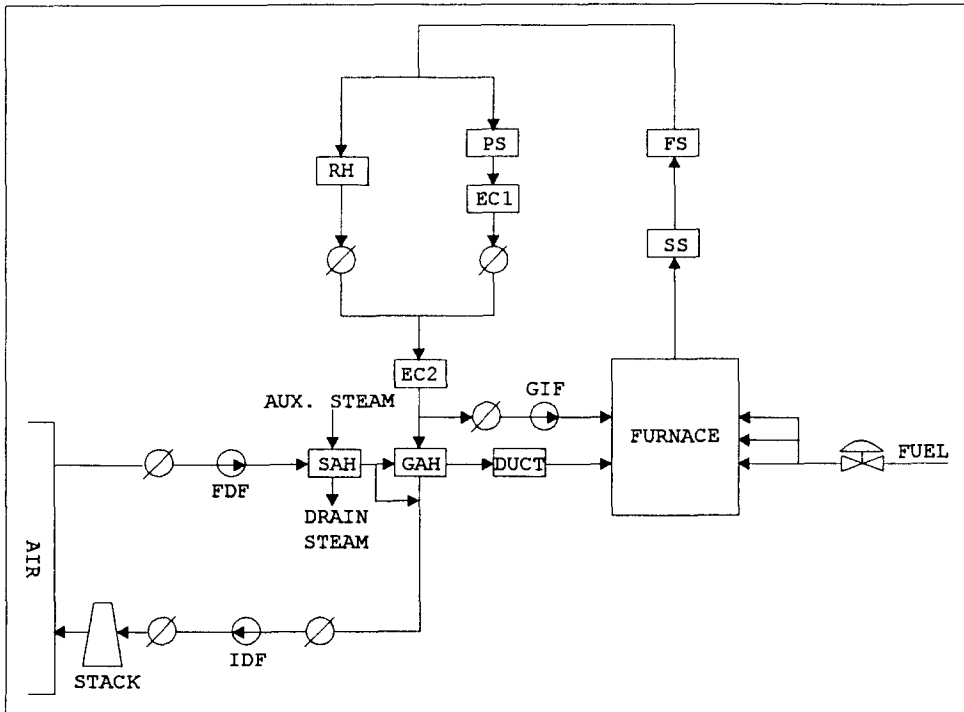 PS
FS
RH
EC1
SS
EC2
GIF
AUX. STEAM
FURNACE
FUEL
SAH
GAH
DUCT
FDF
DRAIN
STEAM
AIR
IDF
STACK